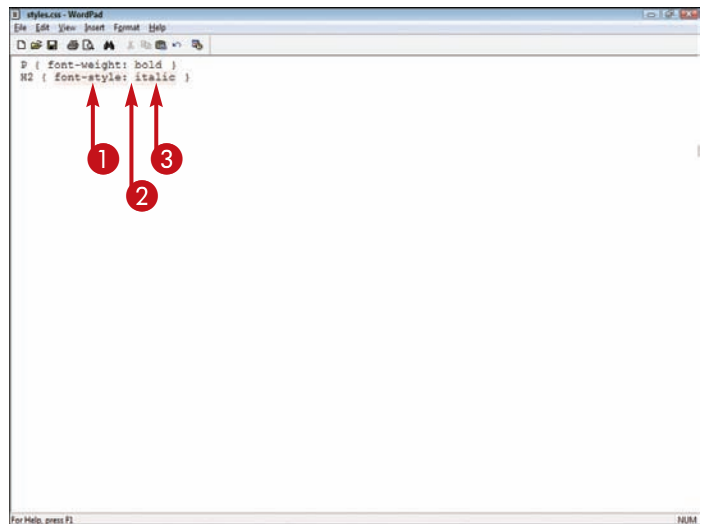 styles.css - WordPad
File Edit View Insert Format Help
P { font-weight: bold }
H2 { font-style: italic }
1
3
2
For Help, press F1
NUM